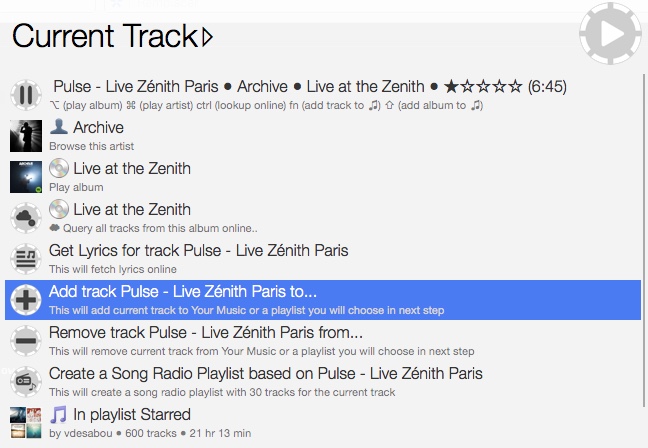 Current Track▷
Pulse - Live Zénith Paris ● Archive ● Live at the Zenith ● ★☆☆☆☆ (6:45)
⌥ (play album) ⌘ (play artist) ctrl (lookup online) fn (add track to ♫) ⇧ (add album to ♫)
👤 Archive
Browse this artist
💿 Live at the Zenith
Play album
💿 Live at the Zenith
☁ Query all tracks from this album online..
Get Lyrics for track Pulse - Live Zénith Paris
This will fetch lyrics online
Add track Pulse - Live Zénith Paris to...
This will add current track to Your Music or a playlist you will choose in next step
Remove track Pulse - Live Zénith Paris from...
This will remove current track from Your Music or a playlist you will choose in next step
Create a Song Radio Playlist based on Pulse - Live Zénith Paris
This will create a song radio playlist with 30 tracks for the current track
🎵 In playlist Starred
by vdesabou ● 600 tracks ● 21 hr 13 min